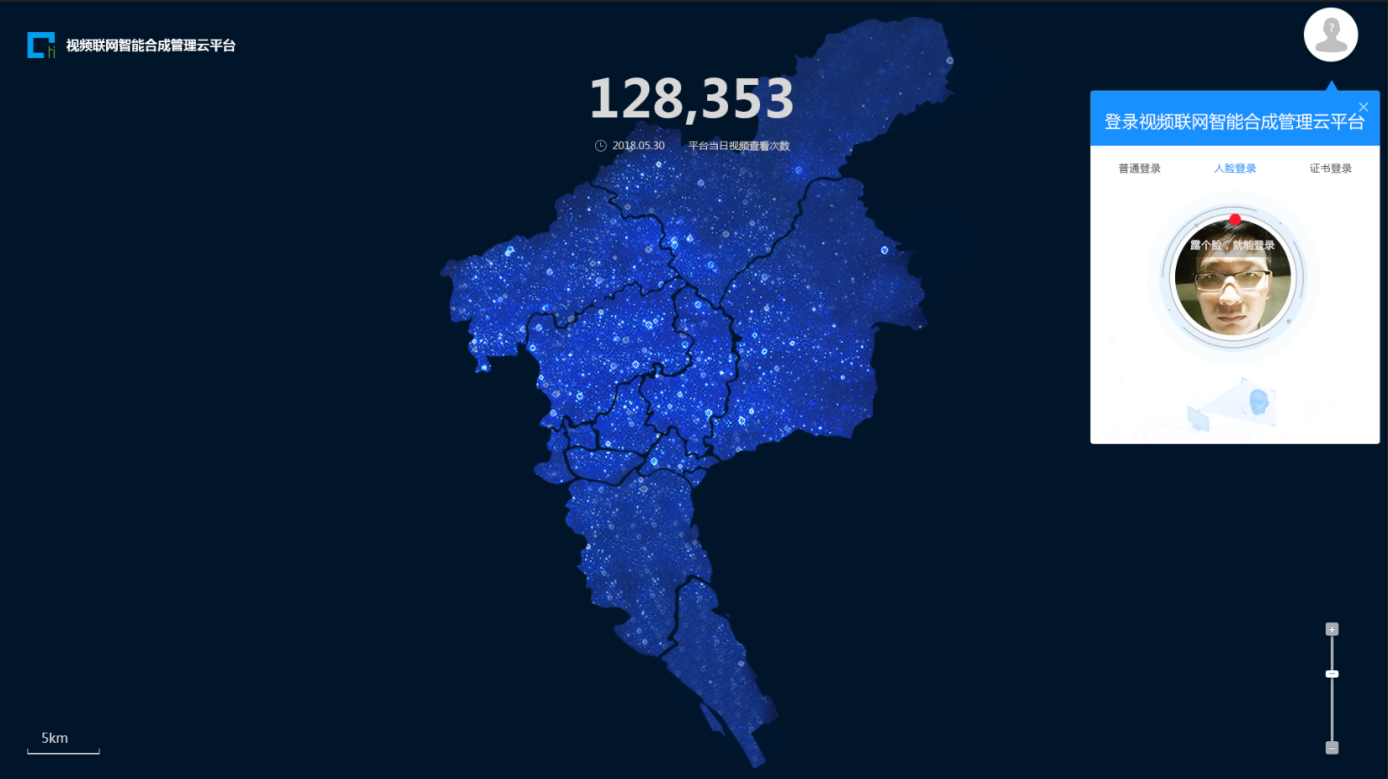 hi
视频联网智能合成管理云平台
128,353
2018.05.30 平台当日视频查看次数
?
登录视频联网智能合成管理云平台
普通登录 人脸登录 证书登录
露个脸，就能登录
5km